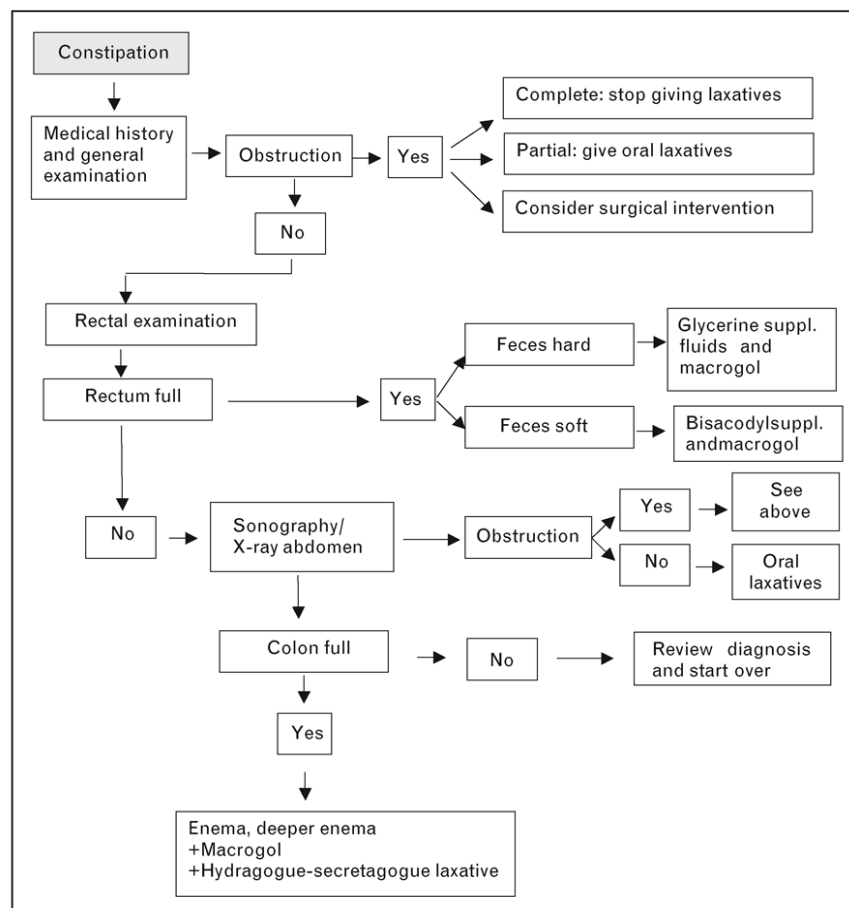 Constipation
Medical history
and general
examination
Obstruction
Yes
Complete: stop giving laxatives
Partial: give oral laxatives
Consider surgical intervention
No
Rectal examination
Rectum full
Yes
Feces hard
Glycerine suppl.
fluids and
macrogol
Feces soft
Bisacodylsuppl.
andmacrogol
No
Sonography/
X-ray abdomen
Obstruction
Yes
See
above
No
Oral
laxatives
Colon full
No
Review diagnosis
and start over
Yes
Enema, deeper enema
+Macrogol
+Hydragogue-secretagogue laxative